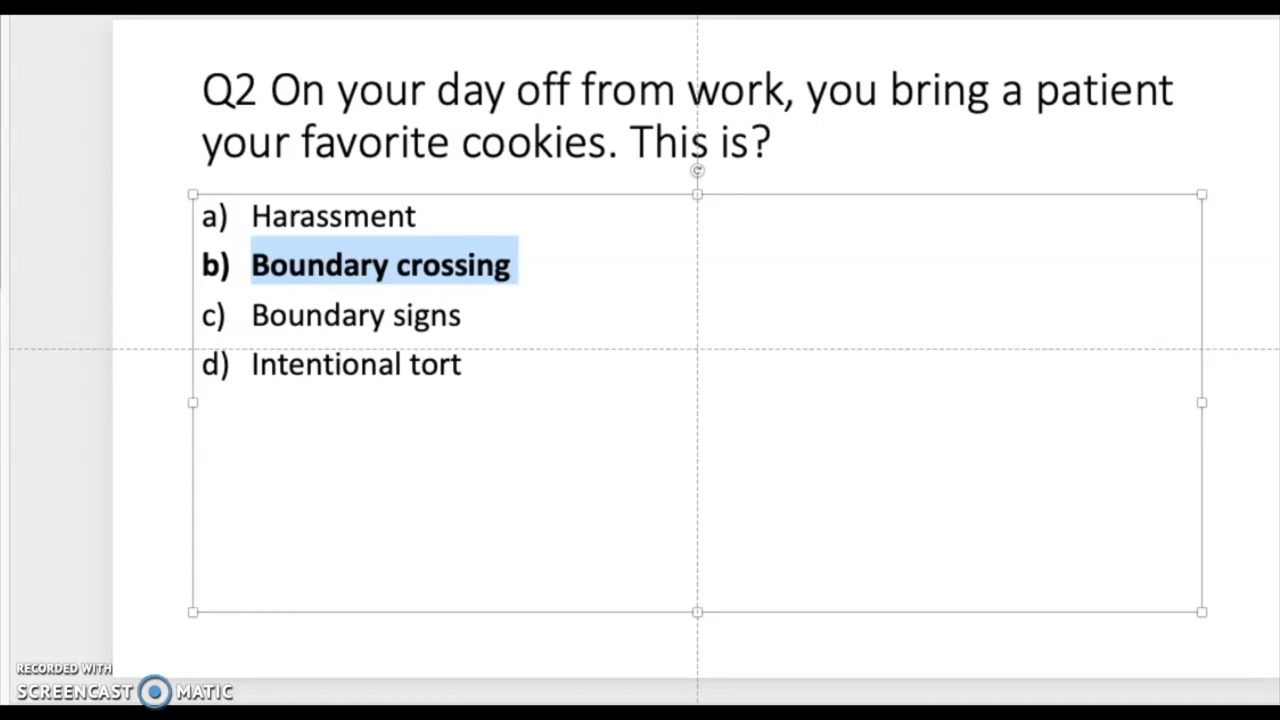 Q2 On your day off from work, you bring a patient
your favorite cookies. This is?
a) Harassment
b) Boundary crossing
c) Boundary signs
d) Intentional tort
RECORDED WITH
SCREENCAST MATIC